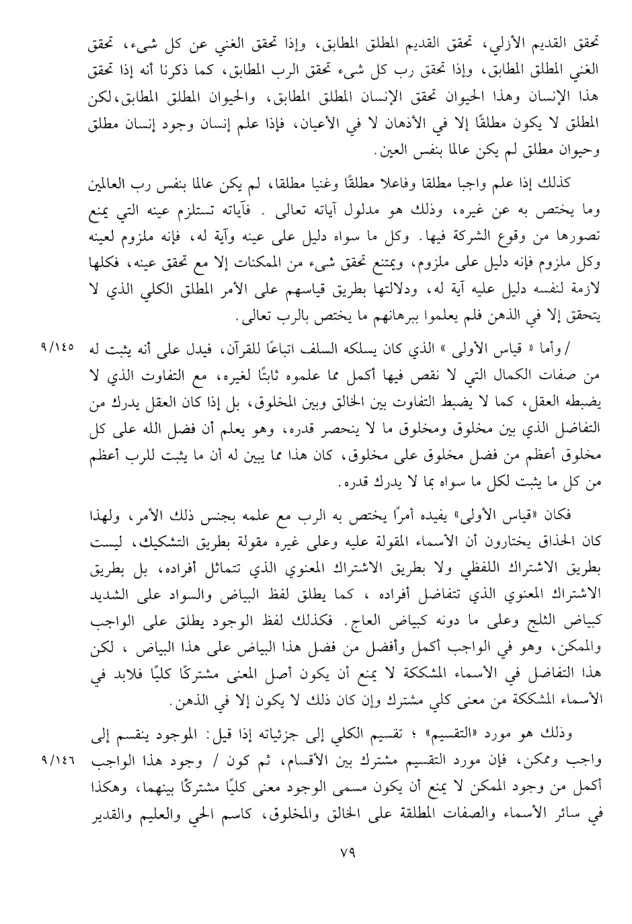 تحقق القديم الأزلي، تحقق القديم المطلق المطابق، وإذا تحقق الغني عن كل شىء، تحقق
الغني المطلق المطابق، وإذا تحقق رب كل شىء تحقق الرب المطابق، كما ذكرنا أنه إذا تحقق
هذا الإنسان وهذا الحيوان تحقق الإنسان المطلق المطابق، والحيوان المطلق المطابق،لكن
المطلق لا يكون مطلقًا إلا في الأذهان لا في الأعيان، فإذا علم إنسان وجود إنسان مطلق
وحيوان مطلق لم يكن عالما بنفس العين.
كذلك إذا علم واجبا مطلقا وفاعلا مطلقًا وغنيا مطلقا، لم يكن عالما بنفس رب العالمين
وما يختص به عن غيره، وذلك هو مدلول آياته تعالى . فآياته تستلزم عينه التي يمنع
تصورها من وقوع الشركة فيها. وكل ما سواه دليل على عينه وآية له، فإنه ملزوم لعينه
وكل ملزوم فإنه دليل على ملزوم، ويمتنع تحقق شىء من الممكنات إلا مع تحقق عينه، فكلها
لازمة لنفسه دليل عليه آية له، ودلالتها بطريق قياسهم على الأمر المطلق الكلي الذي لا
يتحقق إلا في الذهن فلم يعلموا ببرهانهم ما يختص بالرب تعالى.
/ وأما « قياس الأولى » الذي كان يسلكه السلف اتباعًا للقرآن، فيدل على أنه يثبت له ٩/١٤٥
من صفات الكمال التي لا نقص فيها أكمل مما علموه ثابتًا لغيره، مع التفاوت الذي لا
يضبطه العقل، كما لا يضبط التفاوت بين الخالق وبين المخلوق، بل إذا كان العقل يدرك من
التفاضل الذي بين مخلوق ومخلوق ما لا ينحصر قدره، وهو يعلم أن فضل الله على كل
مخلوق أعظم من فضل مخلوق على مخلوق، كان هذا مما يبين له أن ما يثبت للرب أعظم
من كل ما يثبت لكل ما سواه بما لا يدرك قدره.
فكان «قياس الأولى» يفيده أمرًا يختص به الرب مع علمه بجنس ذلك الأمر، ولهذا
كان الحذاق يختارون أن الأسماء المقولة عليه وعلى غيره مقولة بطريق التشكيك، ليست
بطريق الاشتراك اللفظي ولا بطريق الاشتراك المعنوي الذي تتماثل أفراده، بل بطريق
الاشتراك المعنوي الذي تتفاضل أفراده ، كما يطلق لفظ البياض والسواد على الشديد
كبياض الثلج وعلى ما دونه كبياض العاج. فكذلك لفظ الوجود يطلق على الواجب
والممكن، وهو في الواجب أكمل وأفضل من فضل هذا البياض على هذا البياض ، لكن
هذا التفاضل في الأسماء المشككة لا يمنع أن يكون أصل المعنى مشتركًا كليًا فلابد في
الأسماء المشككة من معنى كلي مشترك وإن كان ذلك لا يكون إلا في الذهن.
وذلك هو مورد «التقسيم» ؛ تقسيم الكلي إلى جزئياته إذا قيل: الموجود ينقسم إلى
واجب وممكن، فإن مورد التقسيم مشترك بين الأقسام، ثم كون / وجود هذا الواجب ٩/١٤٦
أكمل من وجود الممكن لا يمنع أن يكون مسمى الوجود معنى كليًا مشتركًا بينهما، وهكذا
في سائر الأسماء والصفات المطلقة على الخالق والمخلوق، كاسم الحي والعليم والقدير
٧٩